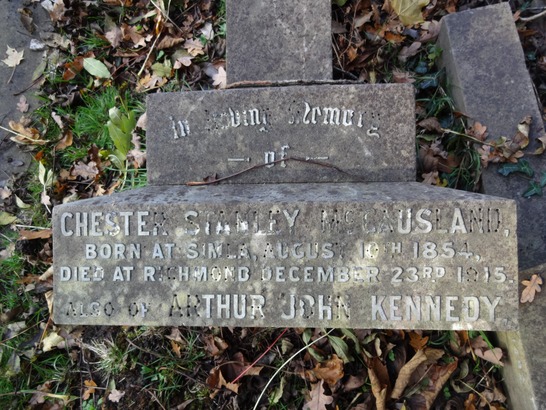 In Loving Memory
— of —
CHESTER STANLEY MCCAUSLAND,
BORN AT SIMLA, AUGUST 10TH 1854,
DIED AT RICHMOND DECEMBER 23RD 1915.
ALSO OF ARTHUR JOHN KENNEDY.